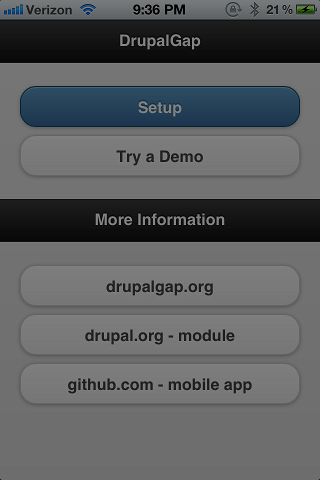 Verizon 9:36 PM 21%
DrupalGap
Setup
Try a Demo
More Information
drupalgap.org
drupal.org - module
github.com - mobile app